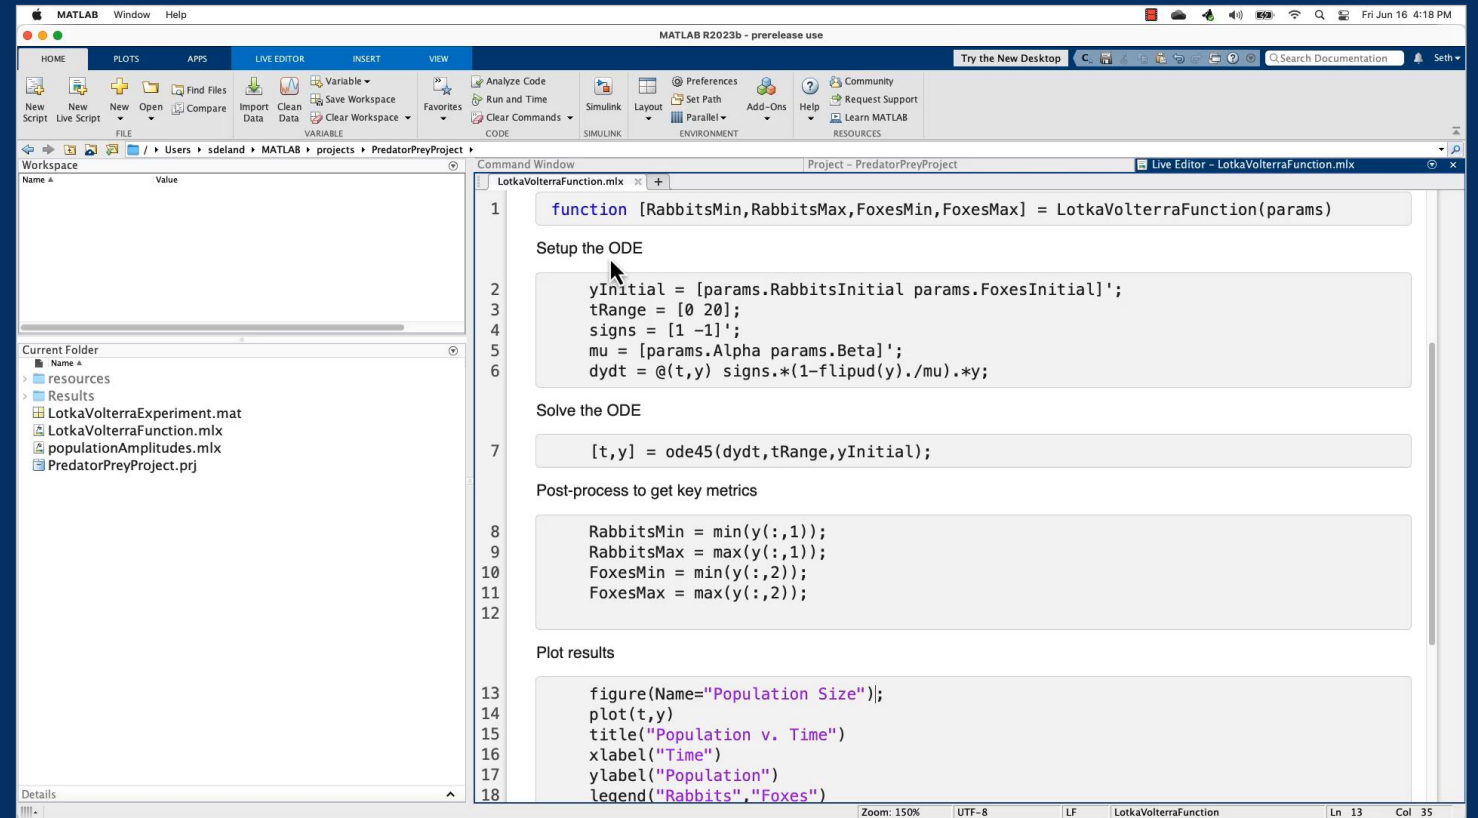 MATLAB Window Help Fri Jun 16 4:18 PM
MATLAB R2023b - prerelease use
HOME PLOTS APPS LIVE EDITOR INSERT VIEW Try the New Desktop Search Documentation Seth
New Script
New Live Script
New
Open
Find Files
Compare
FILE
Import Data
Clean Data
Variable
Save Workspace
Clear Workspace
VARIABLE
Favorites
Analyze Code
Run and Time
Clear Commands
CODE
Simulink
SIMULINK
Layout
Preferences
Set Path
Parallel
Add-Ons
ENVIRONMENT
Help
Community
Request Support
Learn MATLAB
RESOURCES
/ Users sdeland MATLAB projects PredatorPreyProject
Workspace
Name Value
Current Folder
Name
resources
Results
LotkaVolterraExperiment.mat
LotkaVolterraFunction.mlx
populationAmplitudes.mlx
PredatorPreyProject.prj
Details
Command Window Project - PredatorPreyProject Live Editor - LotkaVolterraFunction.mlx
LotkaVolterraFunction.mlx
1 function [RabbitsMin,RabbitsMax,FoxesMin,FoxesMax] = LotkaVolterraFunction(params)
Setup the ODE
2 yInitial = [params.RabbitsInitial params.FoxesInitial]';
3 tRange = [0 20];
4 signs = [1 -1]';
5 mu = [params.Alpha params.Beta]';
6 dydt = @(t,y) signs.*(1-flipud(y)./mu).*y;
Solve the ODE
7 [t,y] = ode45(dydt,tRange,yInitial);
Post-process to get key metrics
8 RabbitsMin = min(y(:,1));
9 RabbitsMax = max(y(:,1));
10 FoxesMin = min(y(:,2));
11 FoxesMax = max(y(:,2));
12
Plot results
13 figure(Name="Population Size");
14 plot(t,y)
15 title("Population v. Time")
16 xlabel("Time")
17 ylabel("Population")
18 legend("Rabbits","Foxes")
Zoom: 150% UTF-8 LF LotkaVolterraFunction Ln 13 Col 35